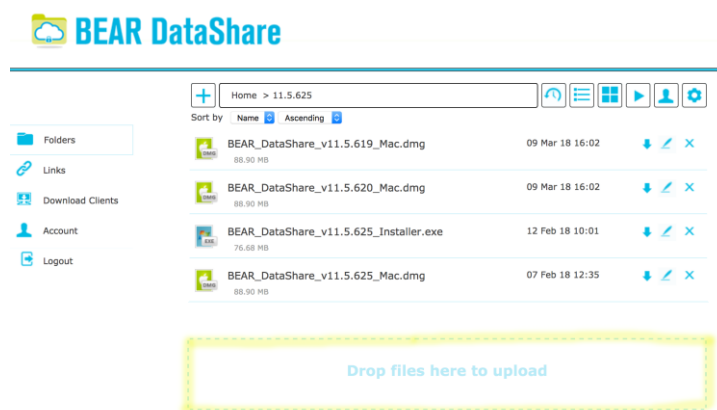 BEAR DataShare
Home > 11.5.625
Sort by Name Ascending
Folders
Links
Download Clients
Account
Logout
BEAR_DataShare_v11.5.619_Mac.dmg 09 Mar 18 16:02
DMG
88.90 MB
BEAR_DataShare_v11.5.620_Mac.dmg 09 Mar 18 16:02
DMG
88.90 MB
BEAR_DataShare_v11.5.625_Installer.exe 12 Feb 18 10:01
EXE
76.68 MB
BEAR_DataShare_v11.5.625_Mac.dmg 07 Feb 18 12:35
DMG
88.90 MB
Drop files here to upload